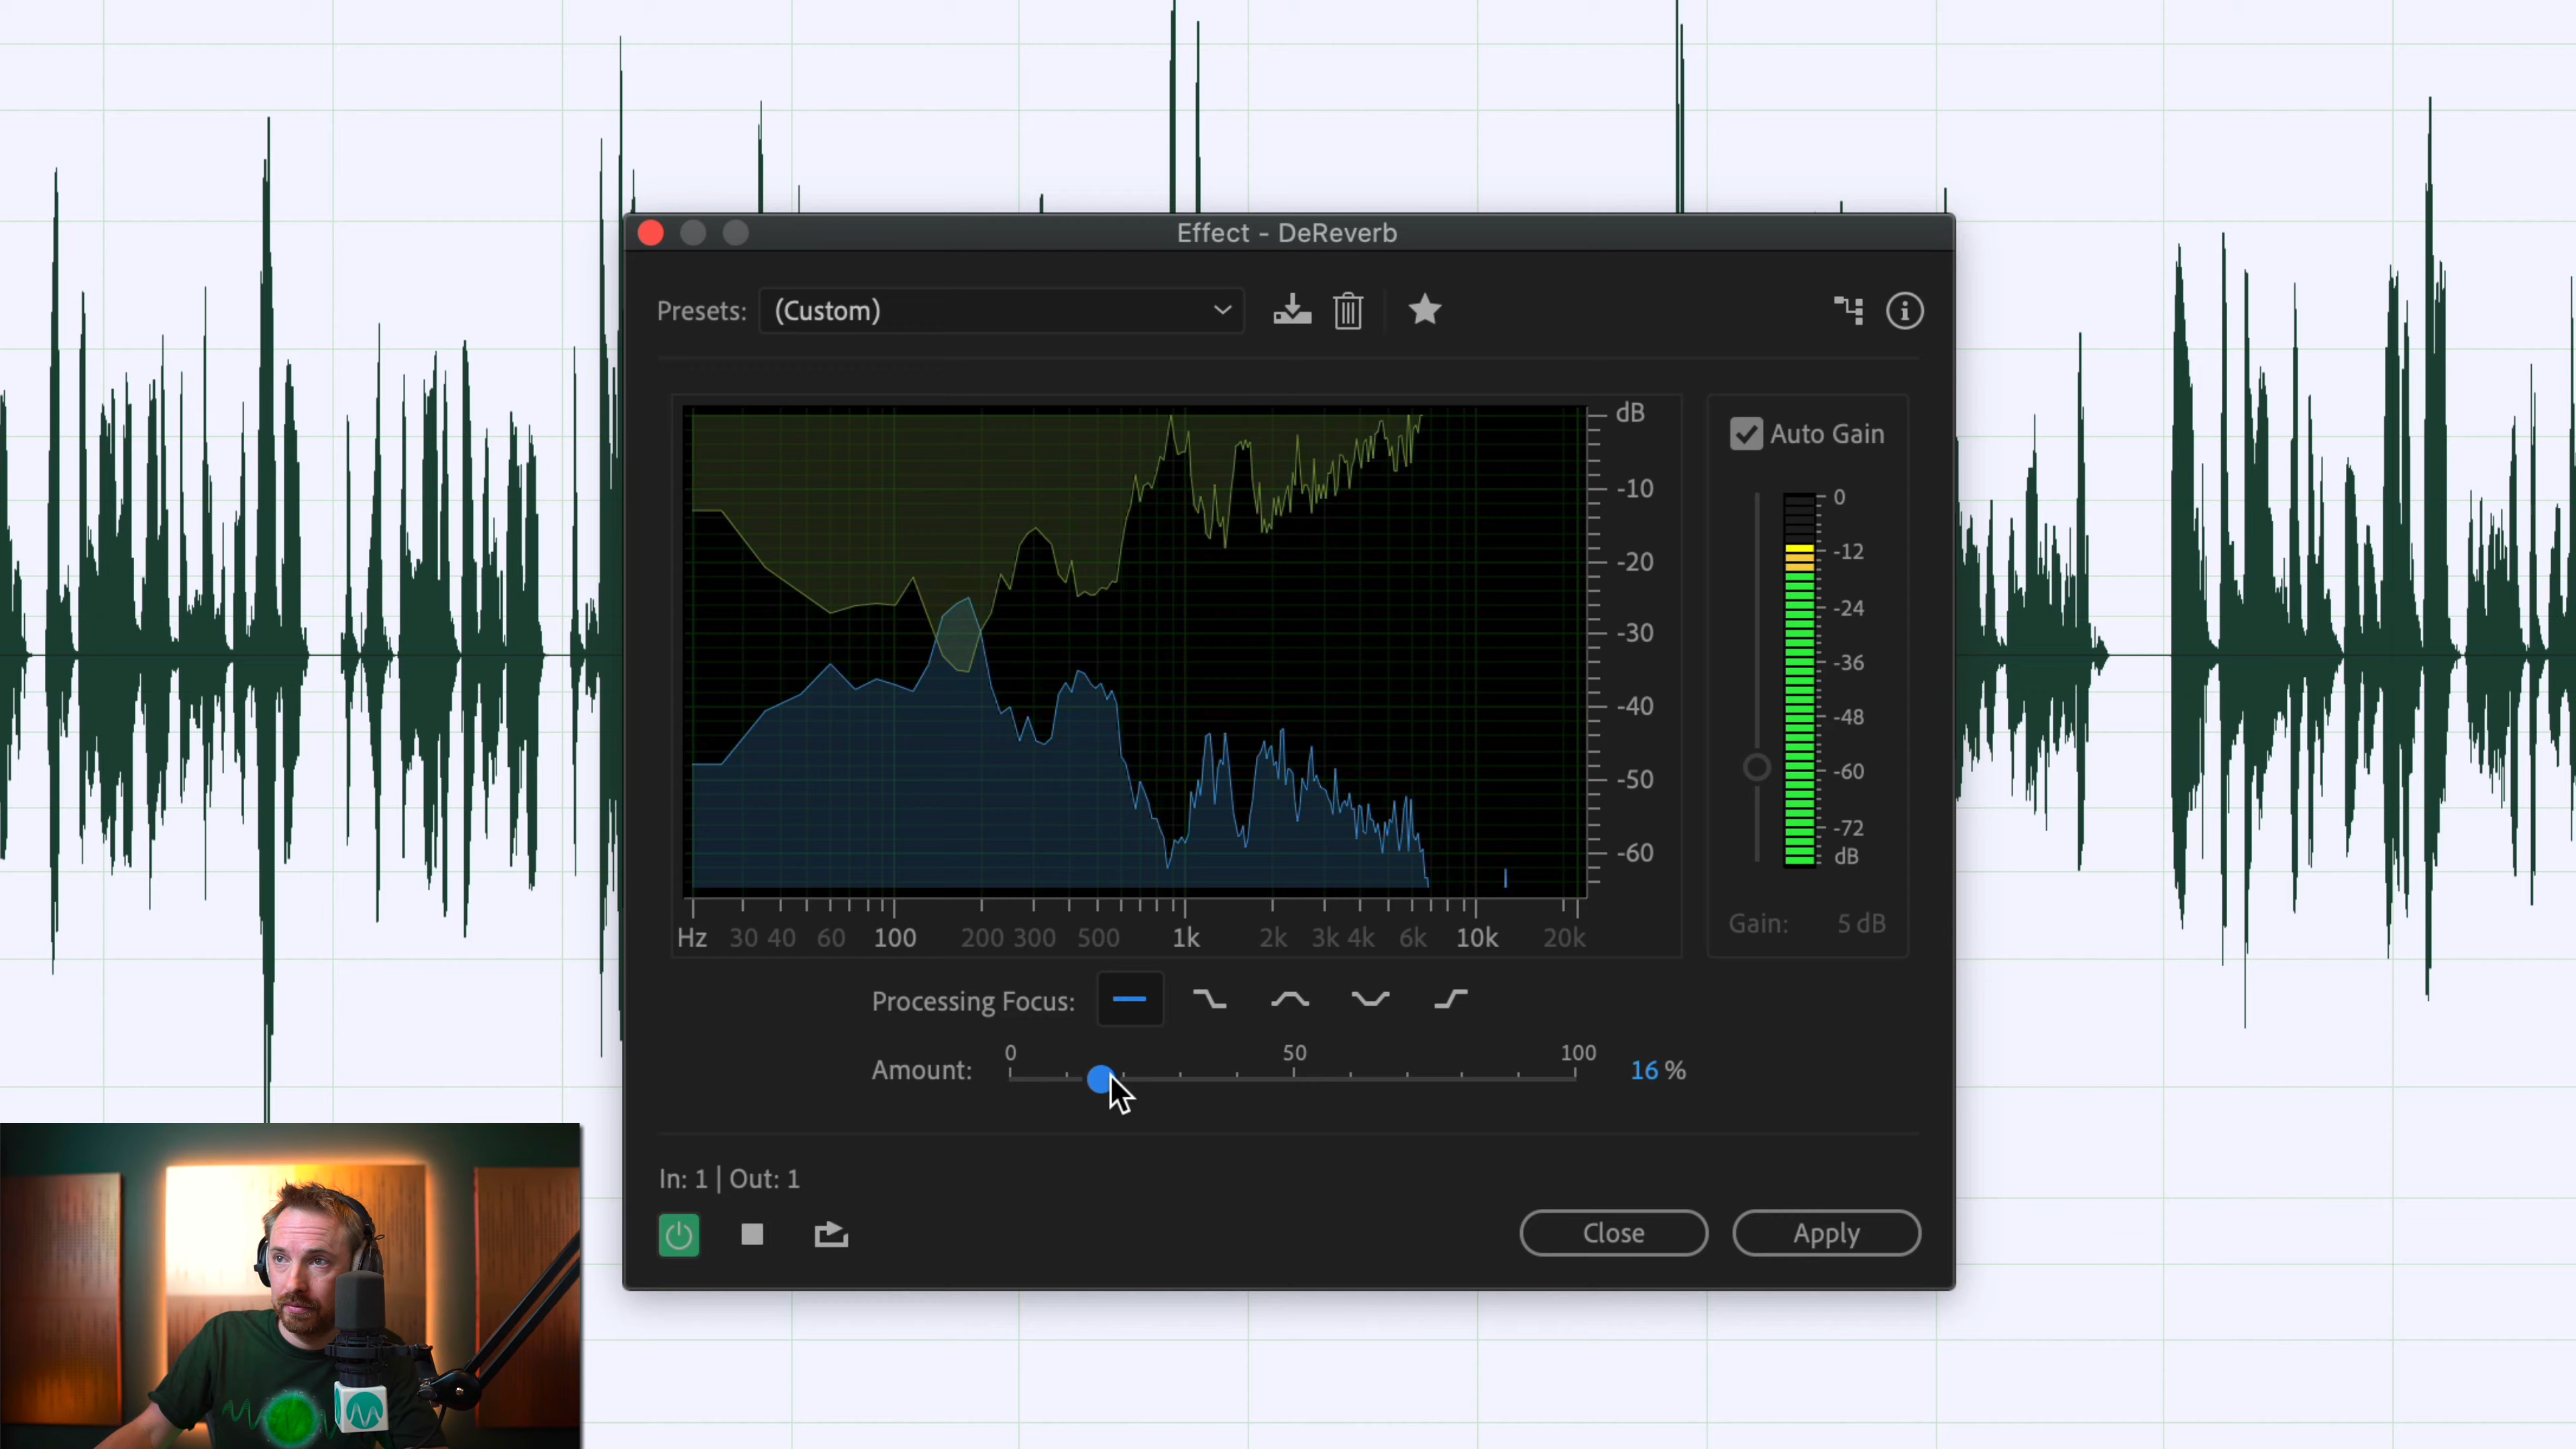 Effect - DeReverb
Presets: (Custom)
dB
-10
-20
-30
-40
-50
-60
Hz 30 40 60 100 200 300 500 1k 2k 3k 4k 6k 10k 20k
Auto Gain
0
-12
-24
-36
-48
-60
-72
dB
Gain: 5 dB
Processing Focus:
0 50 100
Amount: 16 %
In: 1 | Out: 1
Close Apply